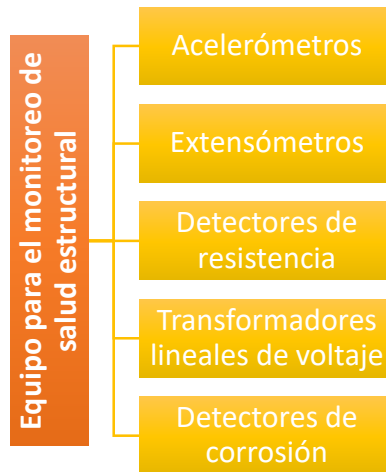 Equipo para el monitoreo de
salud estructural
Acelerómetros
Extensómetros
Detectores de
resistencia
Transformadores
lineales de voltaje
Detectores de
corrosión